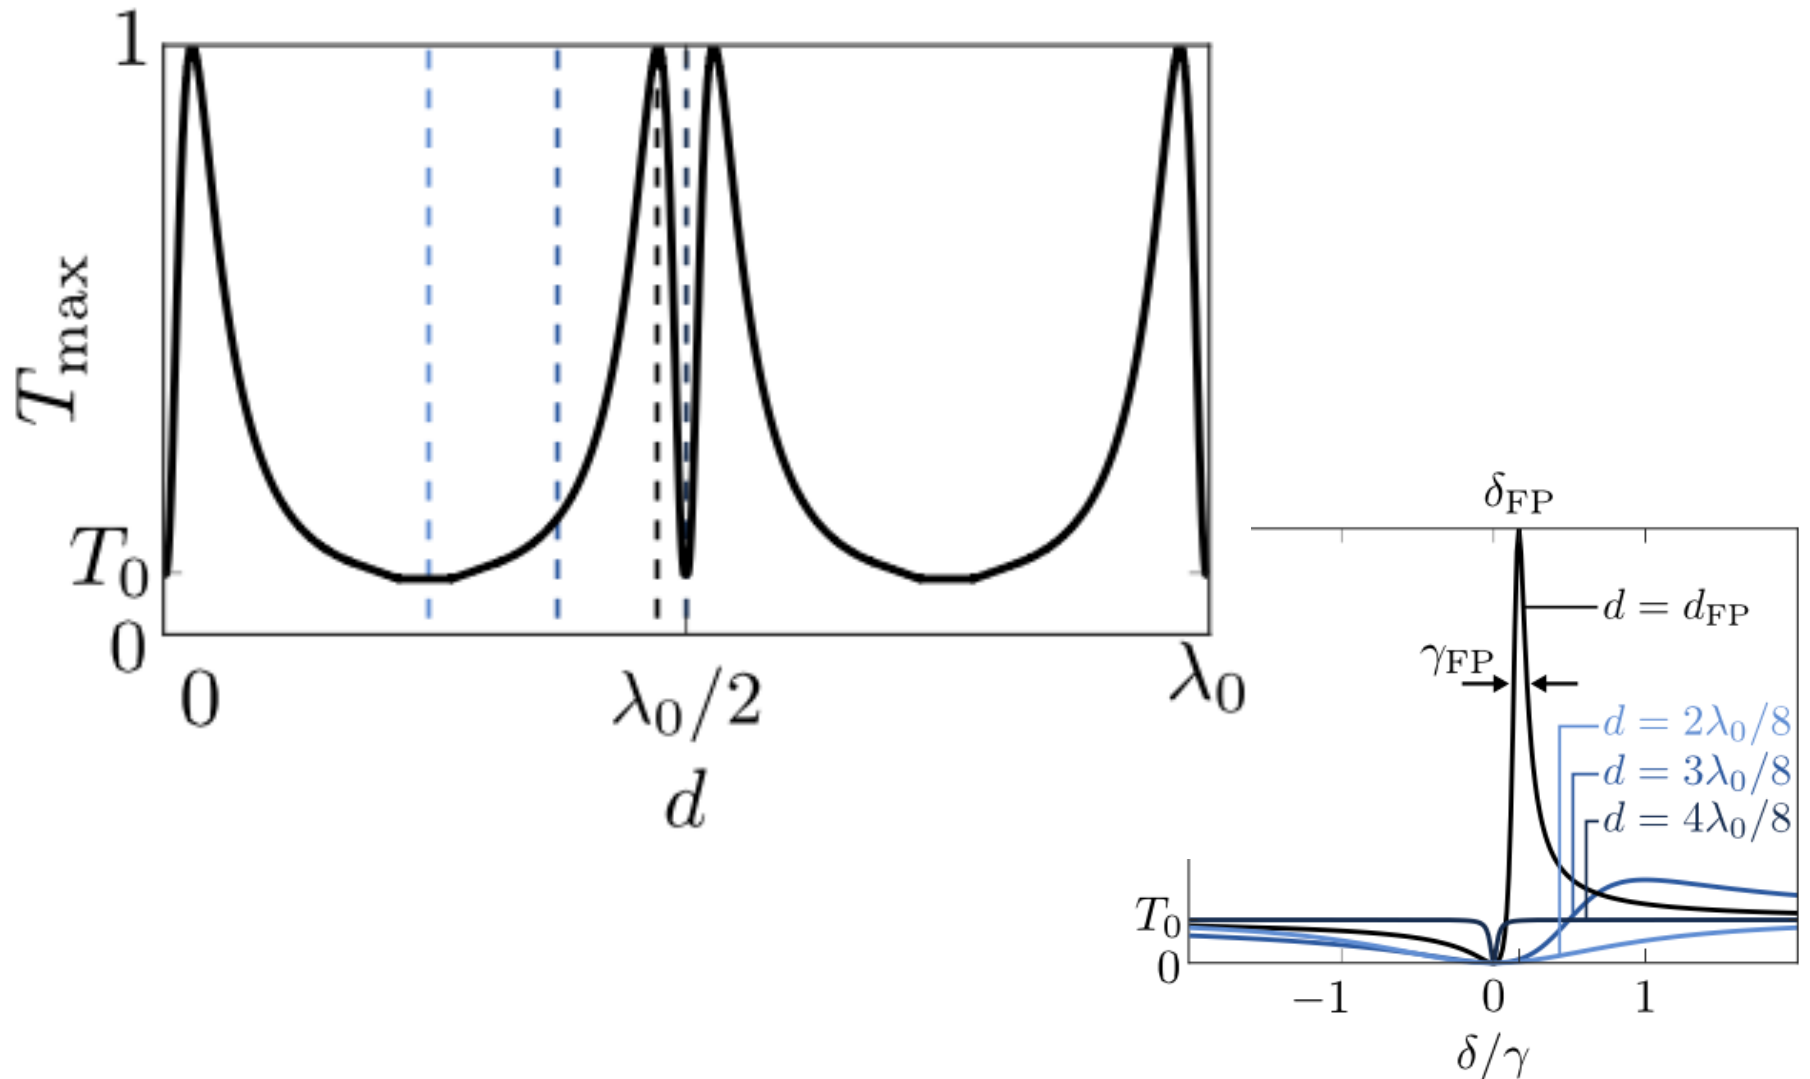 1
T_max
T_0
0
0
λ_0/2
λ_0
d
δ_FP
d = d_FP
γ_FP
d = 2λ_0/8
d = 3λ_0/8
d = 4λ_0/8
T_0
0
−1
0
1
δ/γ